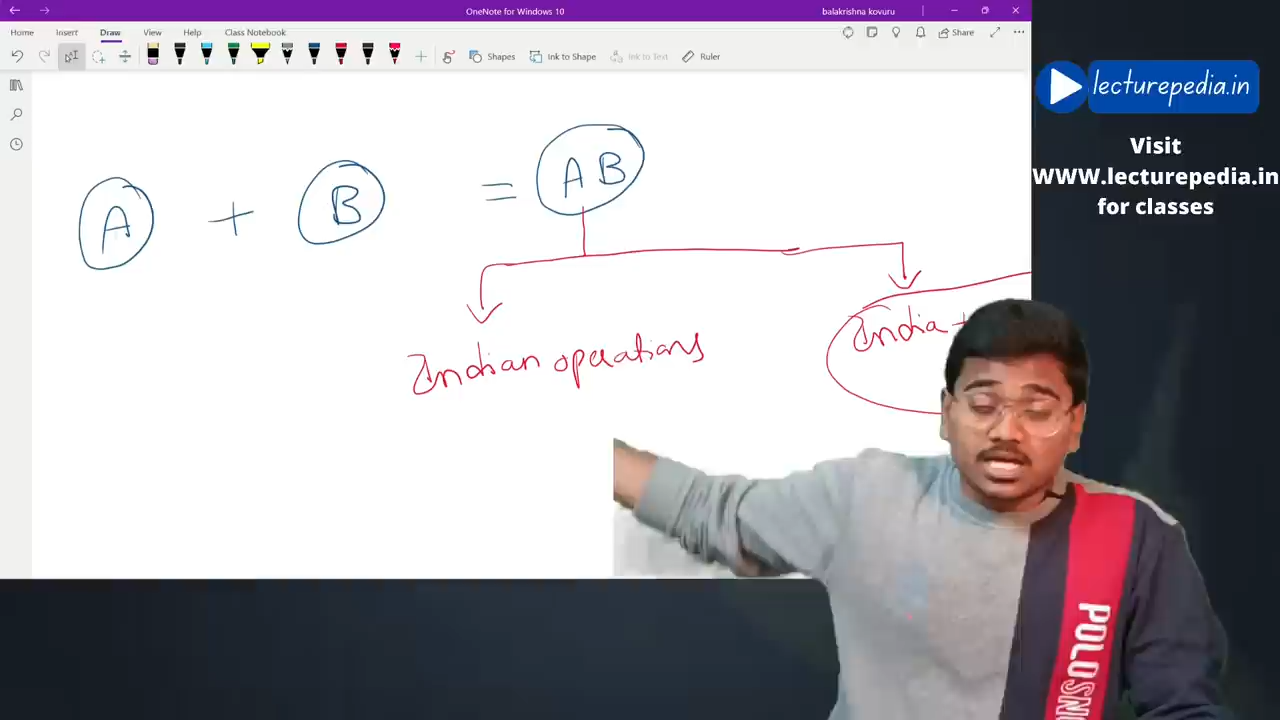 OneNote for Windows 10
balakrishna kovuru
Home Insert Draw View Help Class Notebook
Share
Shapes Ink to Shape Ink to Text Ruler
lecturepedia.in
Visit
WWW.lecturepedia.in
for classes
A + B = AB
Indian operations
India +
POLO